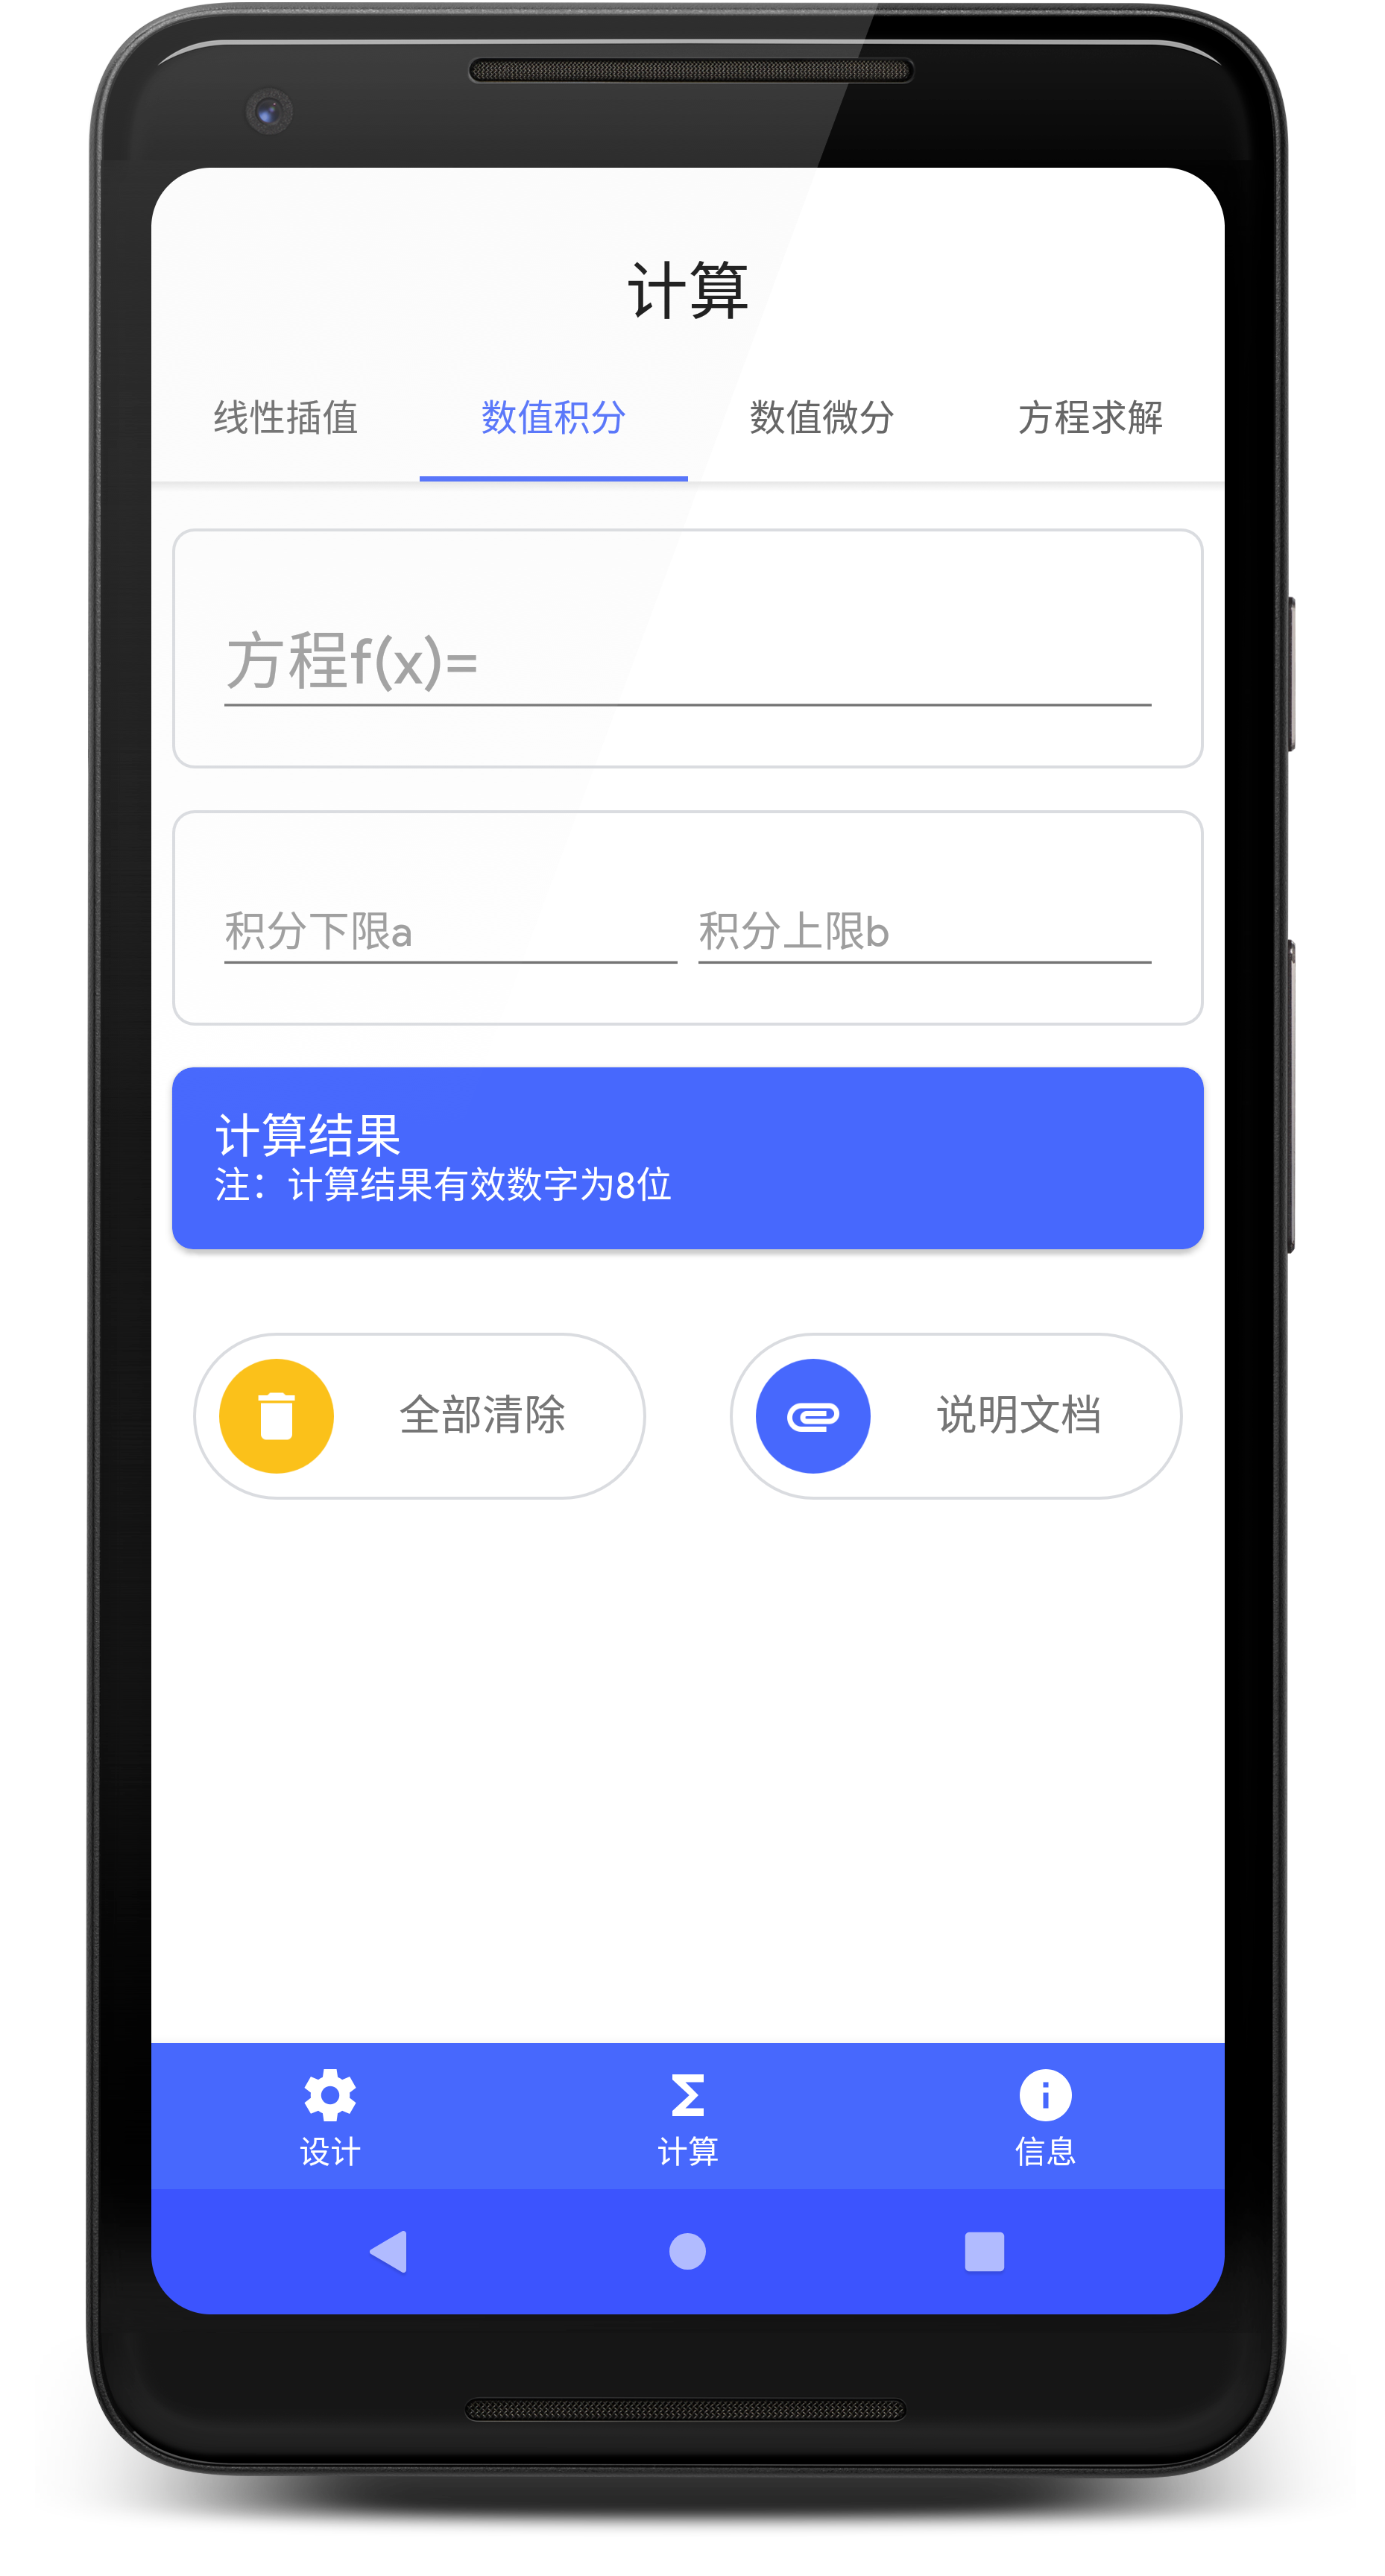 计算
线性插值 数值积分 数值微分 方程求解
方程f(x)=
积分下限a 积分上限b
计算结果
注：计算结果有效数字为8位
全部清除 说明文档
设计 计算 信息